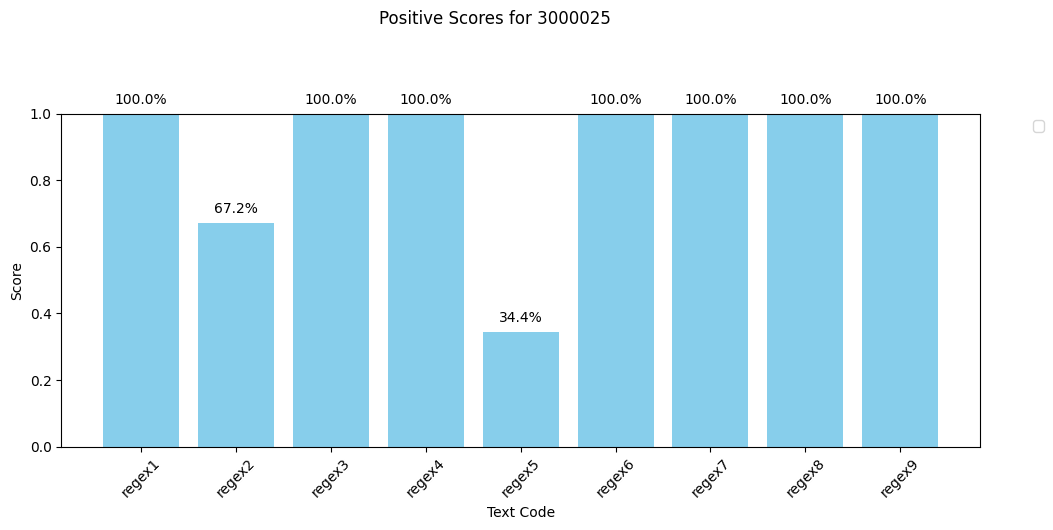 Positive Scores for 3000025
100.0%
100.0%
100.0%
100.0%
100.0%
100.0%
100.0%
67.2%
34.4%
1.0
0.8
0.6
0.4
0.2
0.0
Score
regex1
regex2
regex3
regex4
regex5
regex6
regex7
regex8
regex9
Text Code